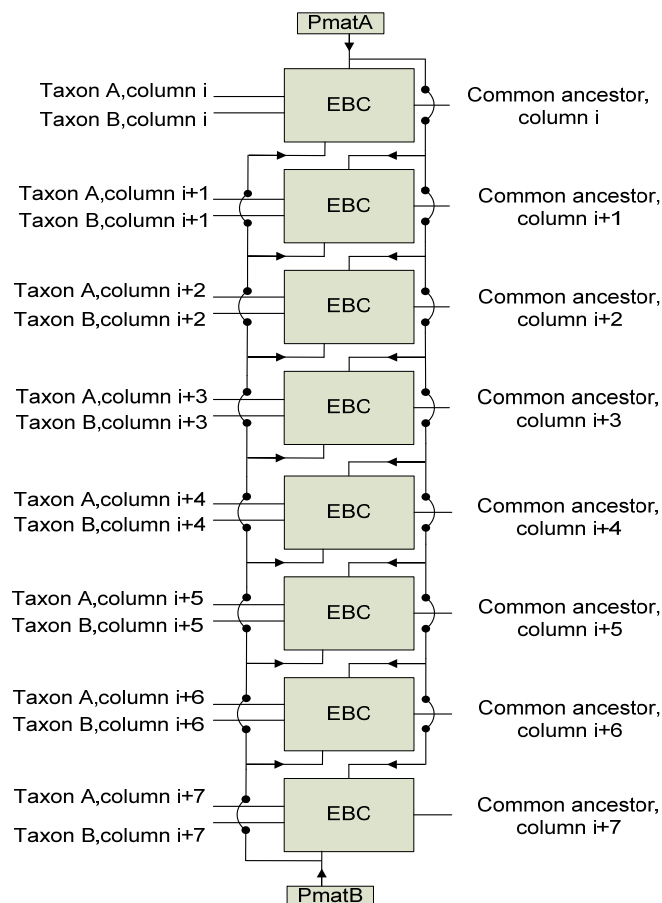 PmatA
Taxon A,column i
Taxon B,column i
EBC
Common ancestor,
column i
Taxon A,column i+1
Taxon B,column i+1
EBC
Common ancestor,
column i+1
Taxon A,column i+2
Taxon B,column i+2
EBC
Common ancestor,
column i+2
Taxon A,column i+3
Taxon B,column i+3
EBC
Common ancestor,
column i+3
Taxon A,column i+4
Taxon B,column i+4
EBC
Common ancestor,
column i+4
Taxon A,column i+5
Taxon B,column i+5
EBC
Common ancestor,
column i+5
Taxon A,column i+6
Taxon B,column i+6
EBC
Common ancestor,
column i+6
Taxon A,column i+7
Taxon B,column i+7
EBC
Common ancestor,
column i+7
PmatB